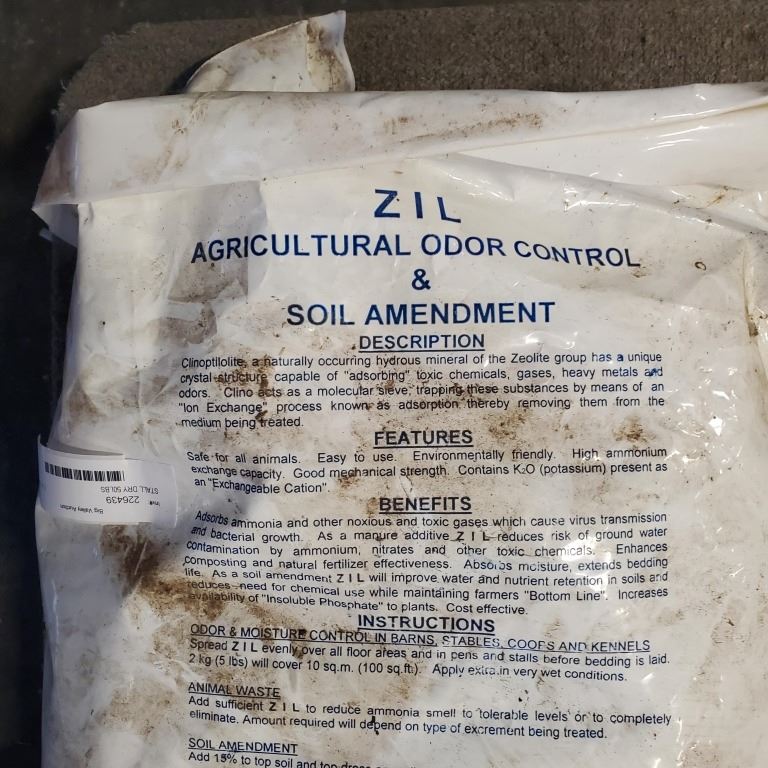 ZIL
AGRICULTURAL ODOR CONTROL
&
SOIL AMENDMENT
DESCRIPTION
Clinoptilolite, a naturally occurring hydrous mineral of the Zeolite group has a unique
crystal structure capable of "adsorbing" toxic chemicals, gases, heavy metals and
odors. Clino acts as a molecular sieve, trapping these substances by means of an
"Ion Exchange" process known as adsorption thereby removing them from the
medium being treated.
FEATURES
Safe for all animals. Easy to use. Environmentally friendly. High ammonium
exchange capacity. Good mechanical strength. Contains K₂O (potassium) present as
an "Exchangeable Cation".
BENEFITS
Adsorbs ammonia and other noxious and toxic gases which cause virus transmission
and bacterial growth. As a manure additive ZIL reduces risk of ground water
contamination by ammonium, nitrates and other toxic chemicals. Enhances
composting and natural fertilizer effectiveness. Absorbs moisture, extends bedding
life. As a soil amendment ZIL will improve water and nutrient retention in soils and
reduces need for chemical use while maintaining farmers "Bottom Line". Increases
availability of "Insoluble Phosphate" to plants. Cost effective.
INSTRUCTIONS
ODOR & MOISTURE CONTROL IN BARNS, STABLES, COOPS AND KENNELS
Spread ZIL evenly over all floor areas and in pens and stalls before bedding is laid.
2 kg (5 lbs) will cover 10 sq.m. (100 sq.ft.). Apply extra in very wet conditions.
ANIMAL WASTE
Add sufficient ZIL to reduce ammonia smell to tolerable levels or to completely
eliminate. Amount required will depend on type of excrement being treated.
SOIL AMENDMENT
Add 15% to top soil and top
Big Valley Auction
Inv#
226439
STALL DRY 50LBS